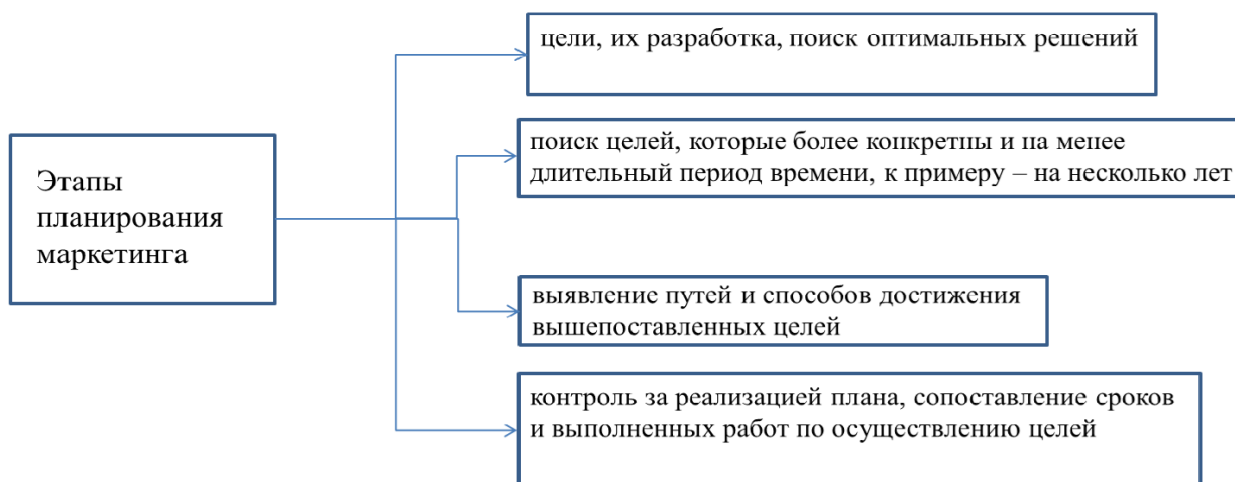 Этапы
планирования
маркетинга
цели, их разработка, поиск оптимальных решений
поиск целей, которые более конкретны и на менее
длительный период времени, к примеру – на несколько лет
выявление путей и способов достижения
вышепоставленных целей
контроль за реализацией плана, сопоставление сроков
и выполненных работ по осуществлению целей